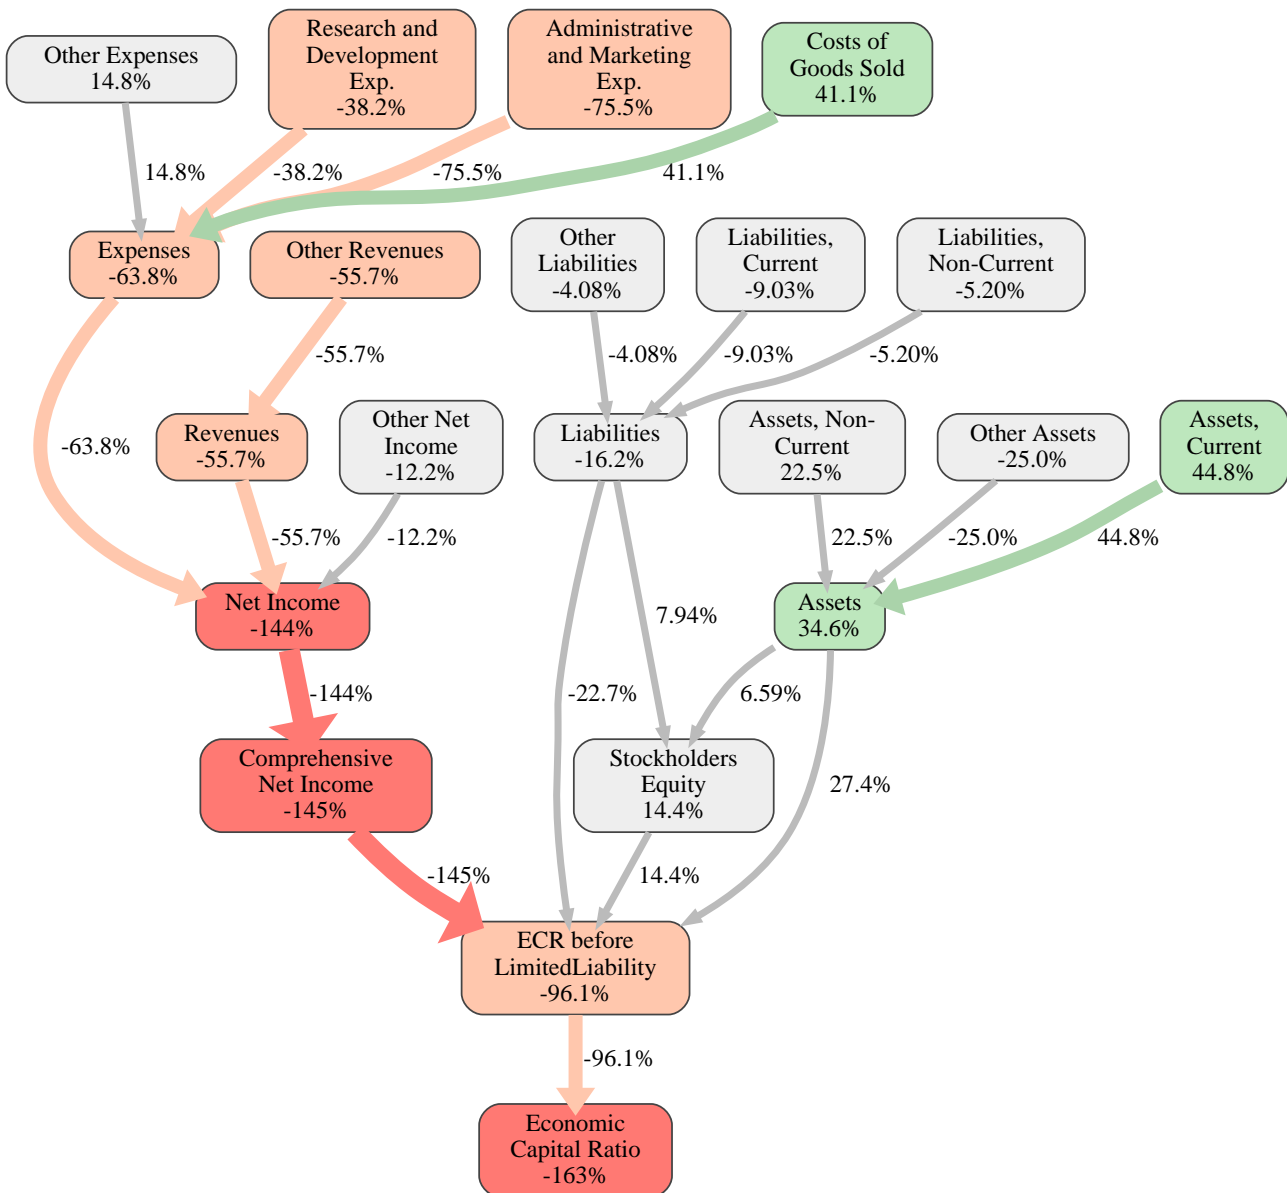 Other Expenses
14.8%
Research and
Development
Exp.
-38.2%
Administrative
and Marketing
Exp.
-75.5%
Costs of
Goods Sold
41.1%
14.8%
-38.2%
-75.5%
41.1%
Expenses
-63.8%
Other Revenues
-55.7%
Other
Liabilities
-4.08%
Liabilities,
Current
-9.03%
Liabilities,
Non-Current
-5.20%
-55.7%
-4.08%
-9.03%
-5.20%
-63.8%
Revenues
-55.7%
Other Net
Income
-12.2%
Liabilities
-16.2%
Assets, Non-
Current
22.5%
Other Assets
-25.0%
Assets,
Current
44.8%
-55.7%
-12.2%
22.5%
-25.0%
44.8%
Net Income
-144%
7.94%
Assets
34.6%
-144%
-22.7%
6.59%
Comprehensive
Net Income
-145%
Stockholders
Equity
14.4%
27.4%
-145%
14.4%
ECR before
LimitedLiability
-96.1%
-96.1%
Economic
Capital Ratio
-163%